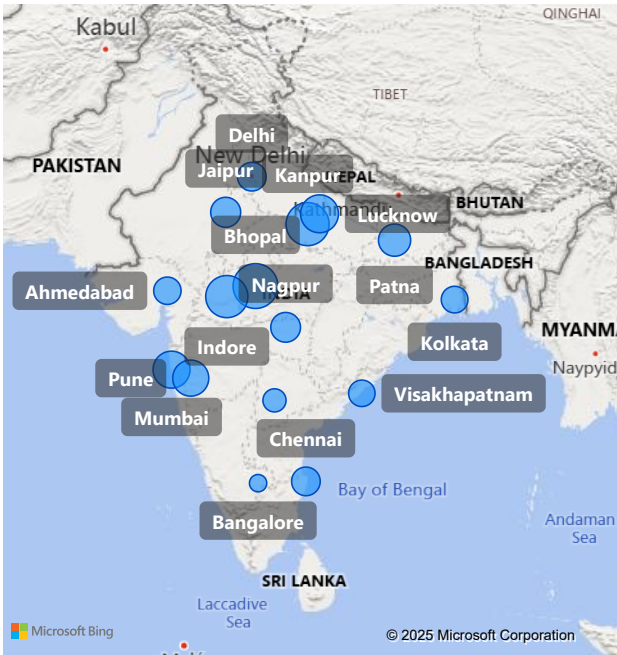 Kabul
QINGHAI
TIBET
Delhi
New Delhi
PAKISTAN
Jaipur
Kanpur
NEPAL
Kathmandu
Lucknow
BHUTAN
Bhopal
BANGLADESH
Ahmedabad
Nagpur
INDIA
Patna
MYANMA
Indore
Kolkata
Naypyid
Pune
Visakhapatnam
Mumbai
Chennai
Bay of Bengal
Bangalore
Andaman
Sea
SRI LANKA
Laccadive
Sea
Microsoft Bing
© 2025 Microsoft Corporation